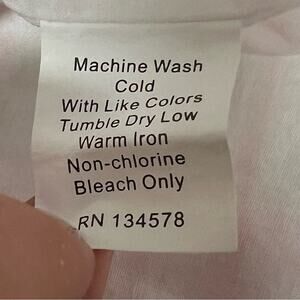 Machine Wash
Cold
With Like Colors
Tumble Dry Low
Warm Iron
Non-chlorine
Bleach Only
RN 134578